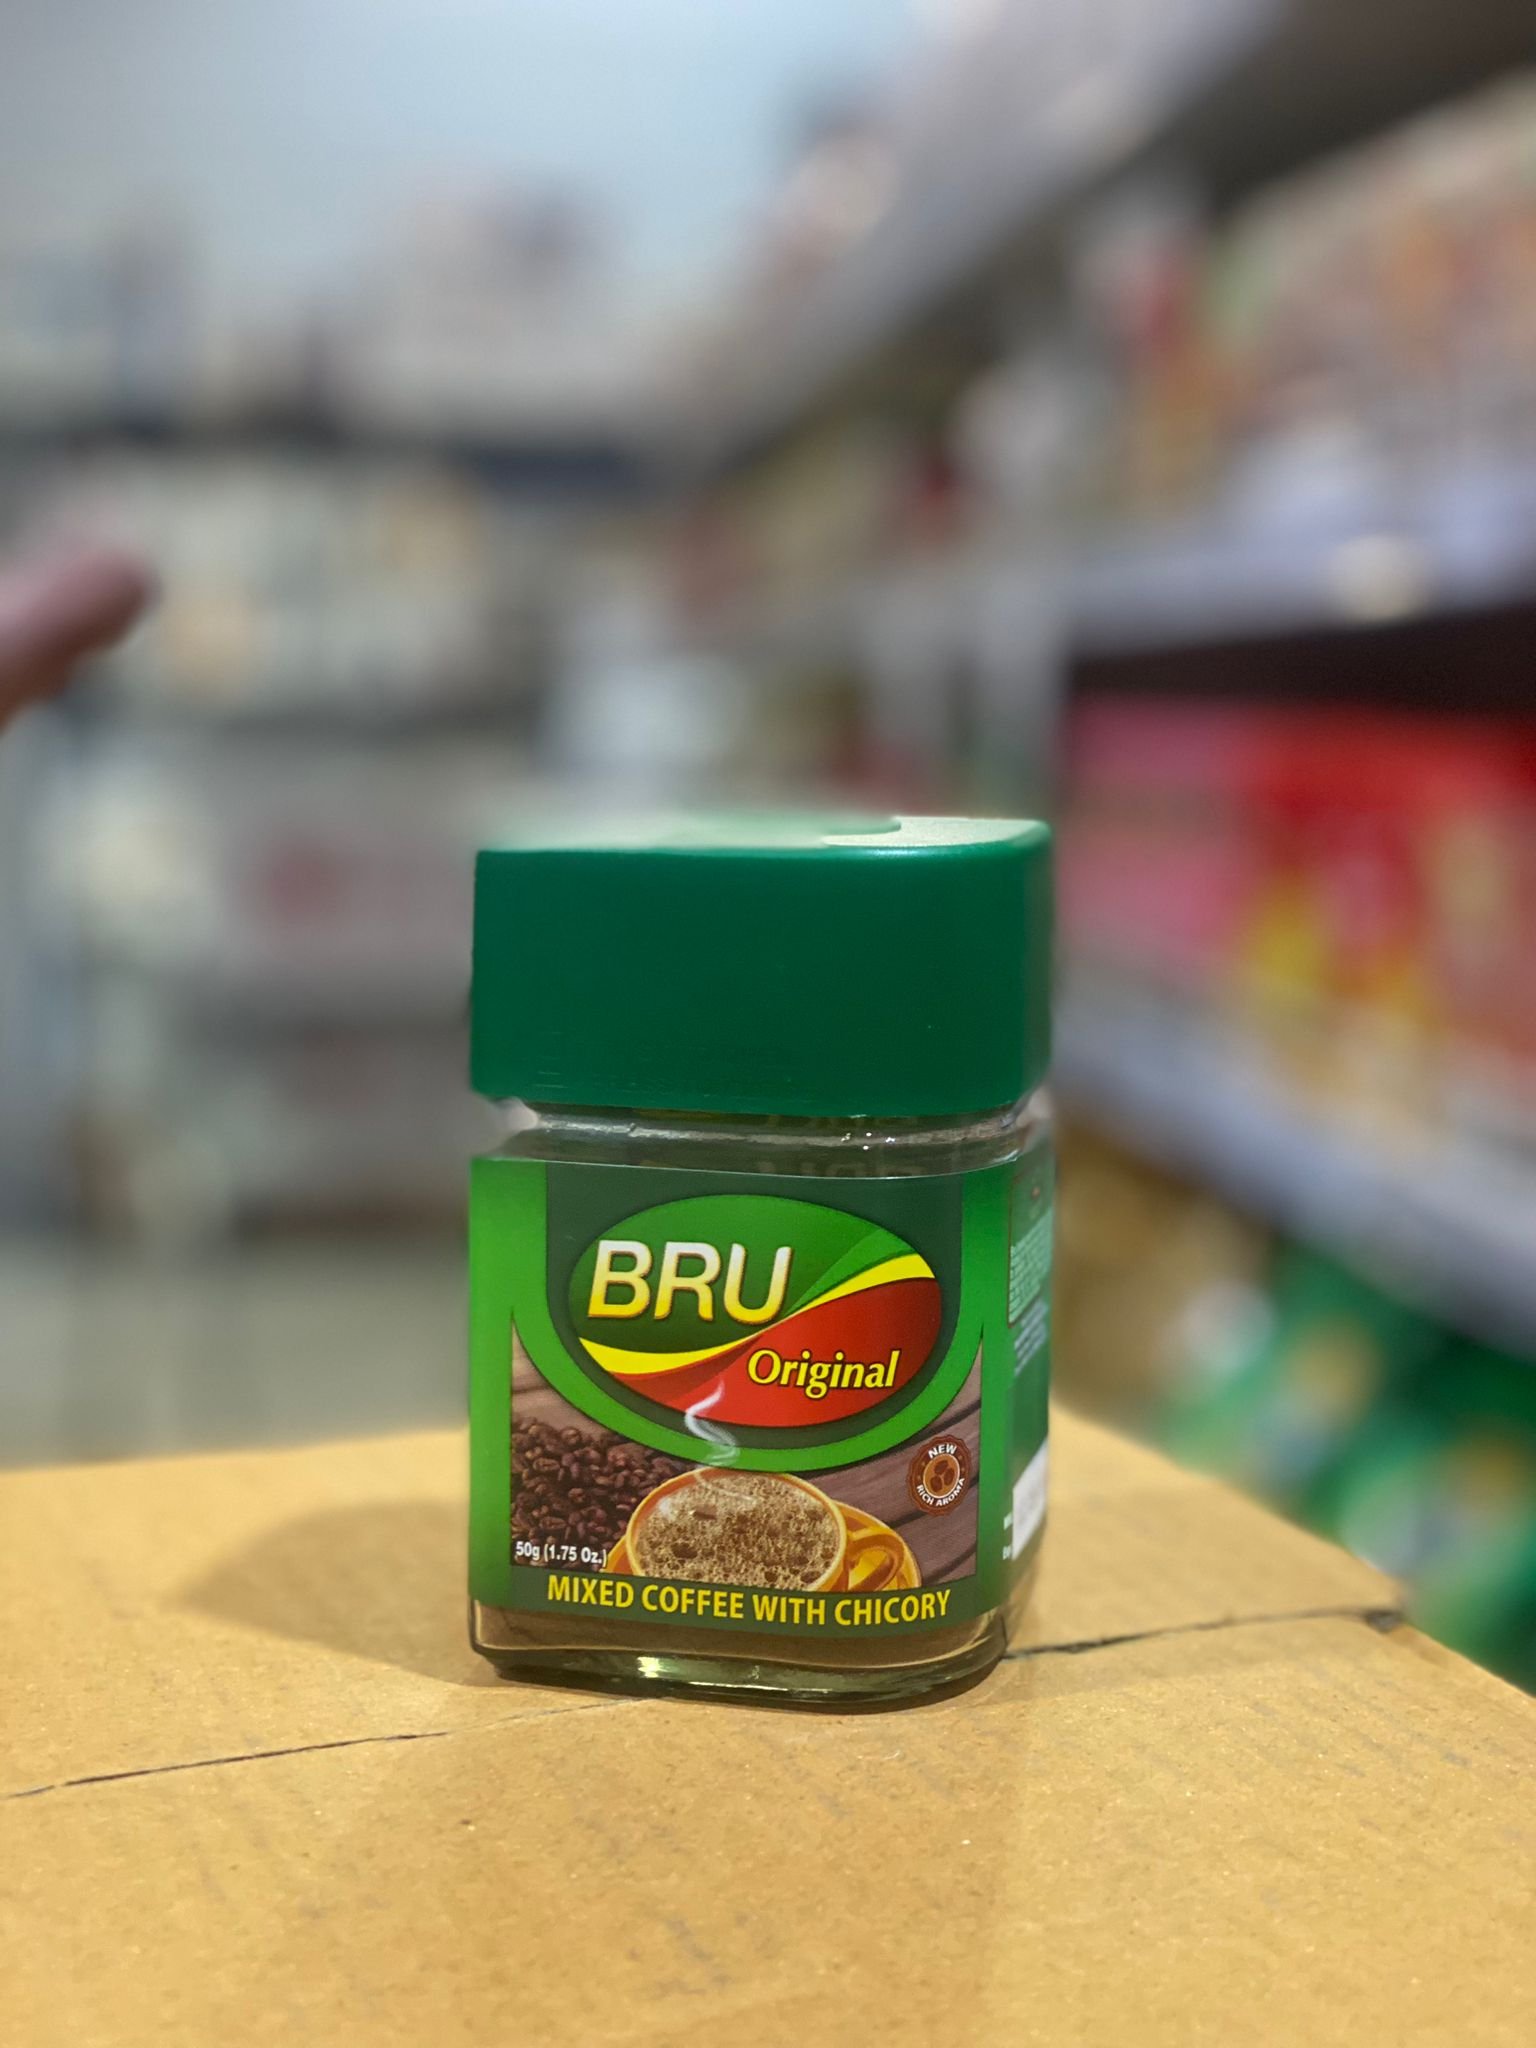 BRU
Original
NEW
RICH AROMA
50g (1.75 Oz.)
MIXED COFFEE WITH CHICORY